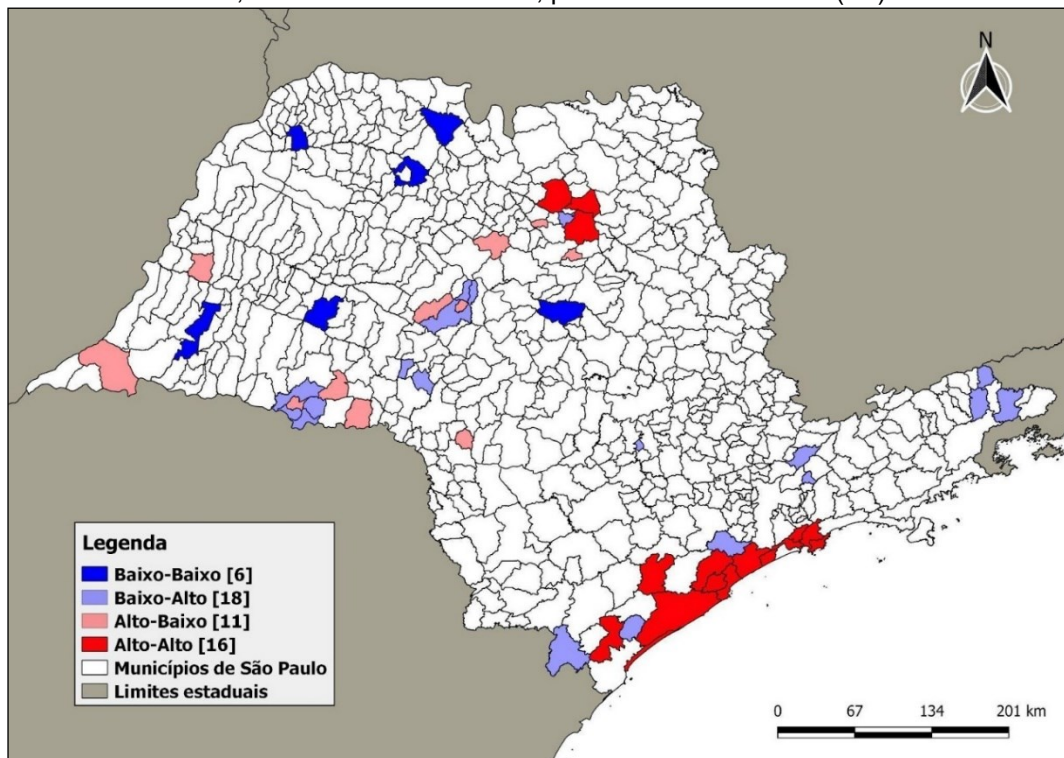 N
Legenda
Baixo-Baixo [6]
Baixo-Alto [18]
Alto-Baixo [11]
Alto-Alto [16]
Municípios de São Paulo
Limites estaduais
0 67 134 201 km